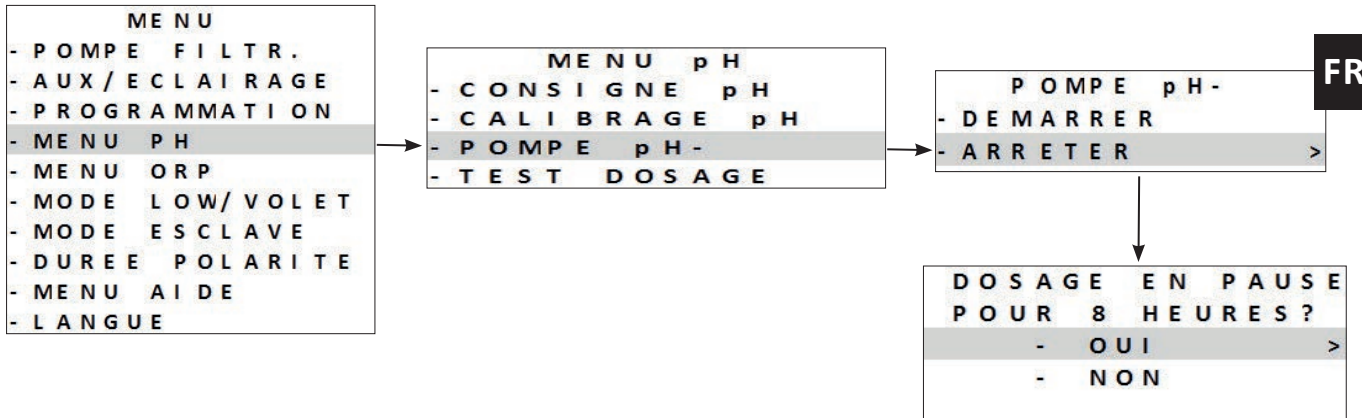 MENU
- POMPE FILTR.
- AUX/ECLAIRAGE
- PROGRAMMATION
- MENU PH
- MENU ORP
- MODE LOW/VOLET
- MODE ESCLAVE
- DUREE POLARITE
- MENU AIDE
- LANGUE
MENU pH
- CONSIGNE pH
- CALIBRAGE pH
- POMPE pH-
- TEST DOSAGE
POMPE pH-
- DEMARRER
- ARRETER >
DOSAGE EN PAUSE
POUR 8 HEURES?
- OUI >
- NON
FR